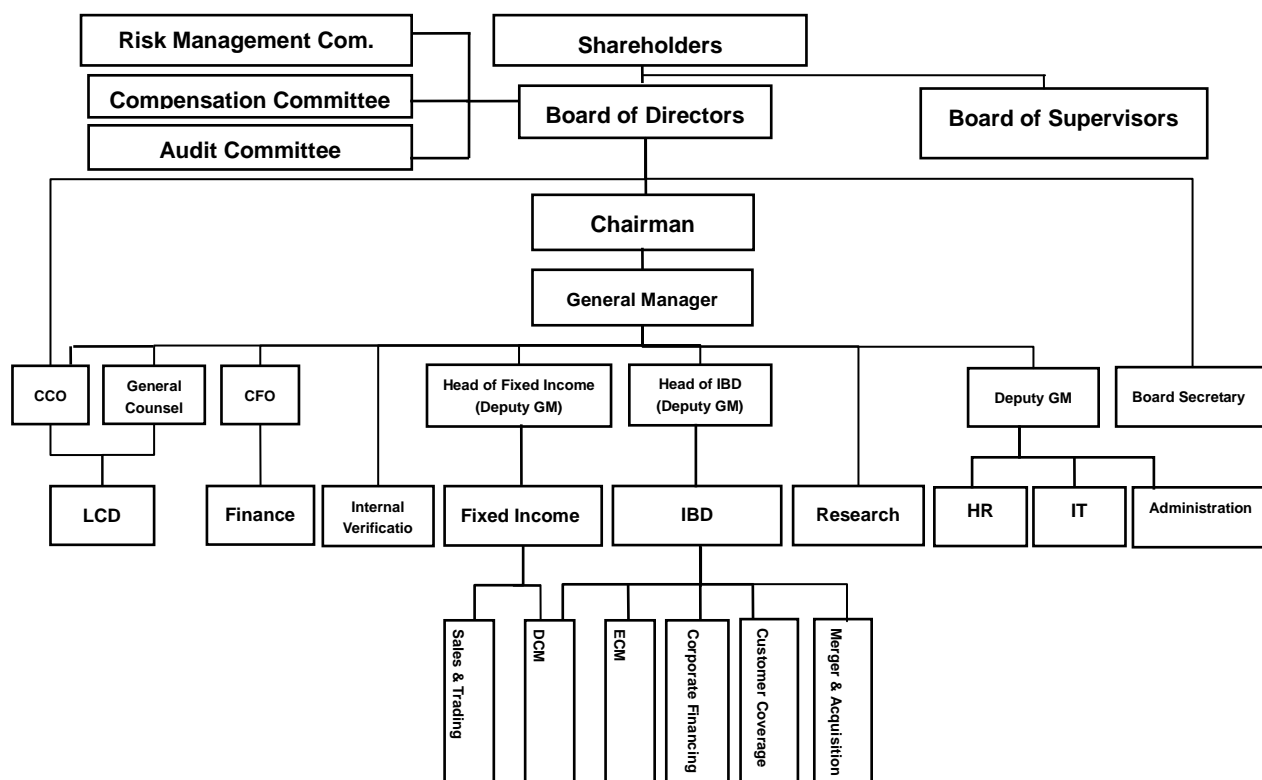 Risk Management Com.
Shareholders
Compensation Committee
Board of Directors
Board of Supervisors
Audit Committee
Chairman
General Manager
CCO
General
Counsel
CFO
Head of Fixed Income
(Deputy GM)
Head of IBD
(Deputy GM)
Deputy GM
Board Secretary
LCD
Finance
Internal
Verificatio
Fixed Income
IBD
Research
HR
IT
Administration
Sales & Trading
DCM
ECM
Corporate Financing
Customer Coverage
Merger & Acquisition